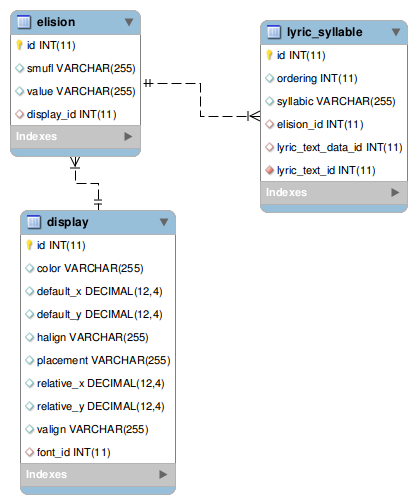 elision
id INT(11)
smufl VARCHAR(255)
value VARCHAR(255)
display_id INT(11)
Indexes
lyric_syllable
id INT(11)
ordering INT(11)
syllabic VARCHAR(255)
elision_id INT(11)
lyric_text_data_id INT(11)
lyric_text_id INT(11)
Indexes
display
id INT(11)
color VARCHAR(255)
default_x DECIMAL(12,4)
default_y DECIMAL(12,4)
halign VARCHAR(255)
placement VARCHAR(255)
relative_x DECIMAL(12,4)
relative_y DECIMAL(12,4)
valign VARCHAR(255)
font_id INT(11)
Indexes